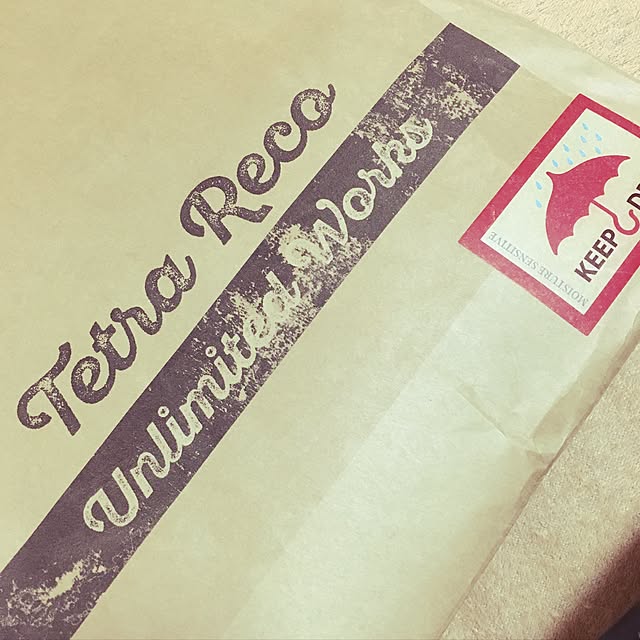 Tetra Reco
Unlimited Works
MOISTURE SENSITIVE
KEEP